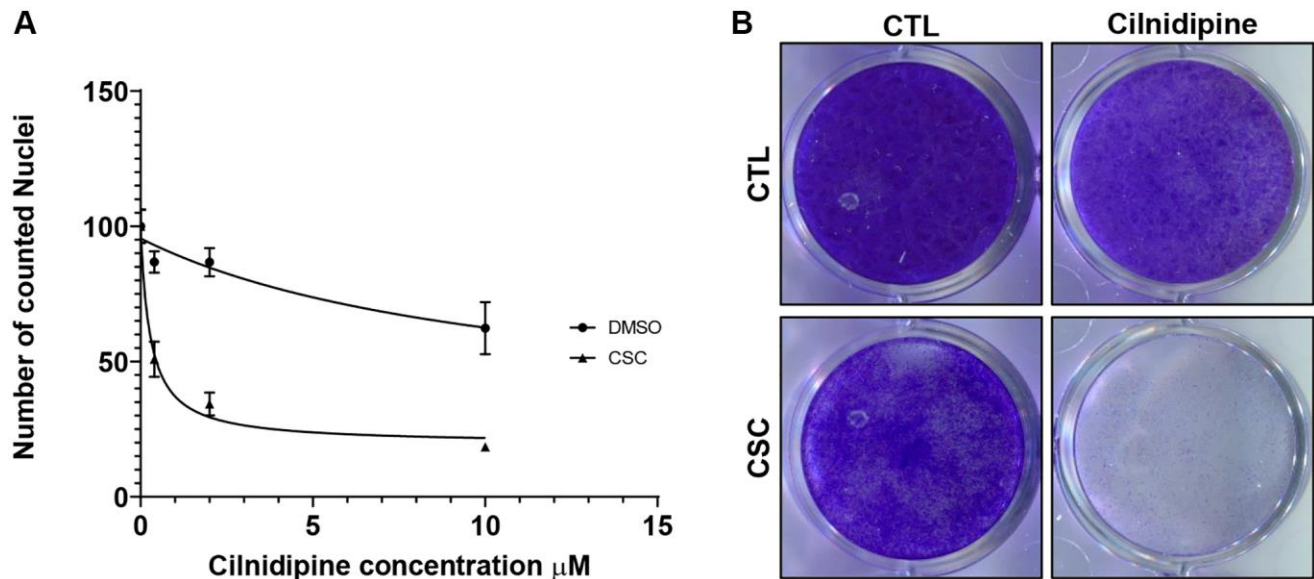 A
150
100
50
0
Number of counted Nuclei
0
5
10
15
Cilnidipine concentration μM
DMSO
CSC
B
CTL
Cilnidipine
CTL
CSC